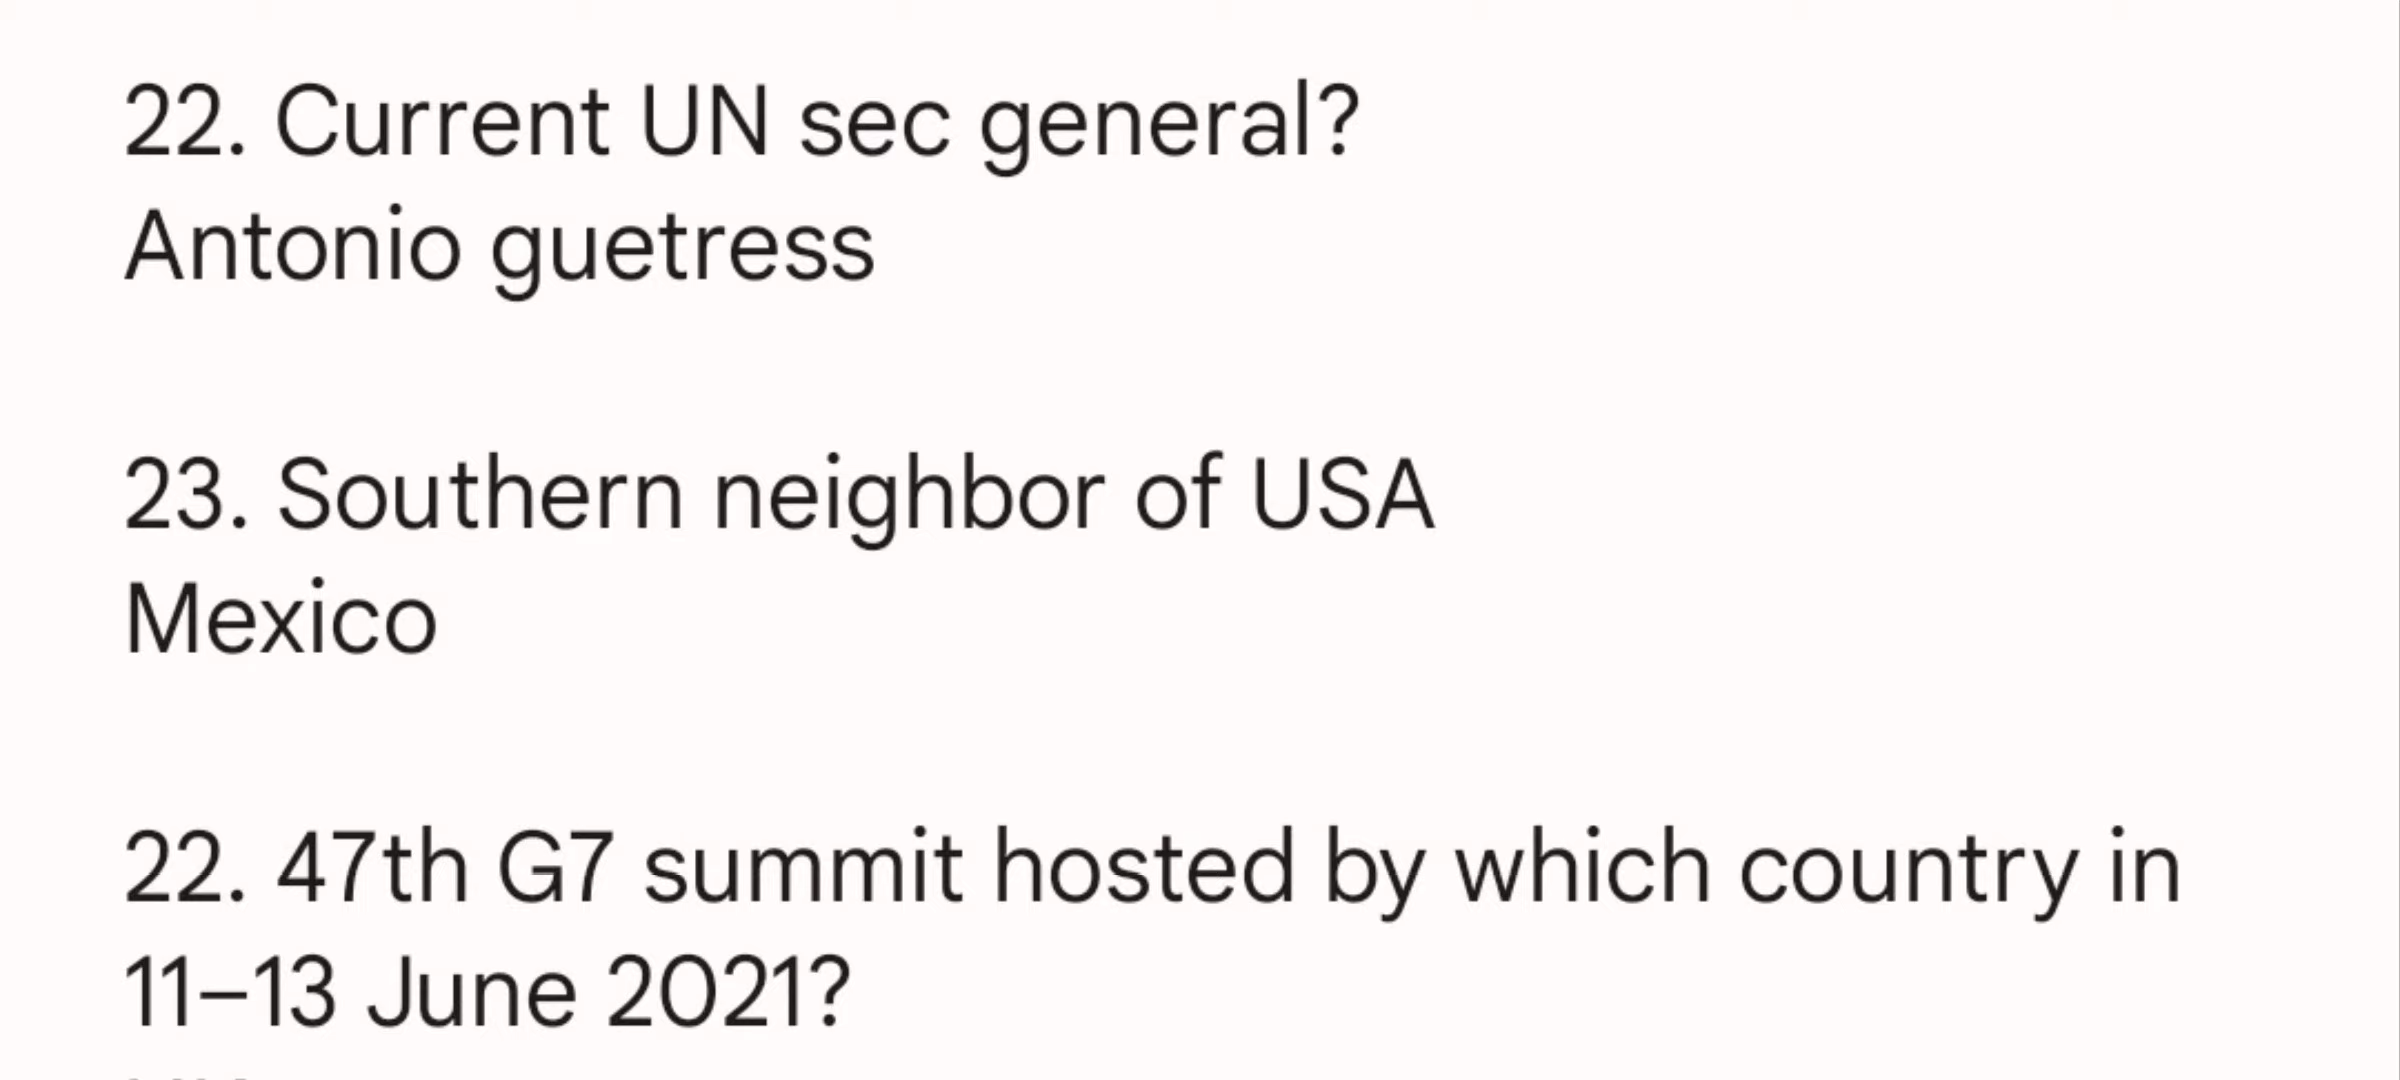 22. Current UN sec general?
Antonio guetress
23. Southern neighbor of USA
Mexico
22. 47th G7 summit hosted by which country in
11–13 June 2021?